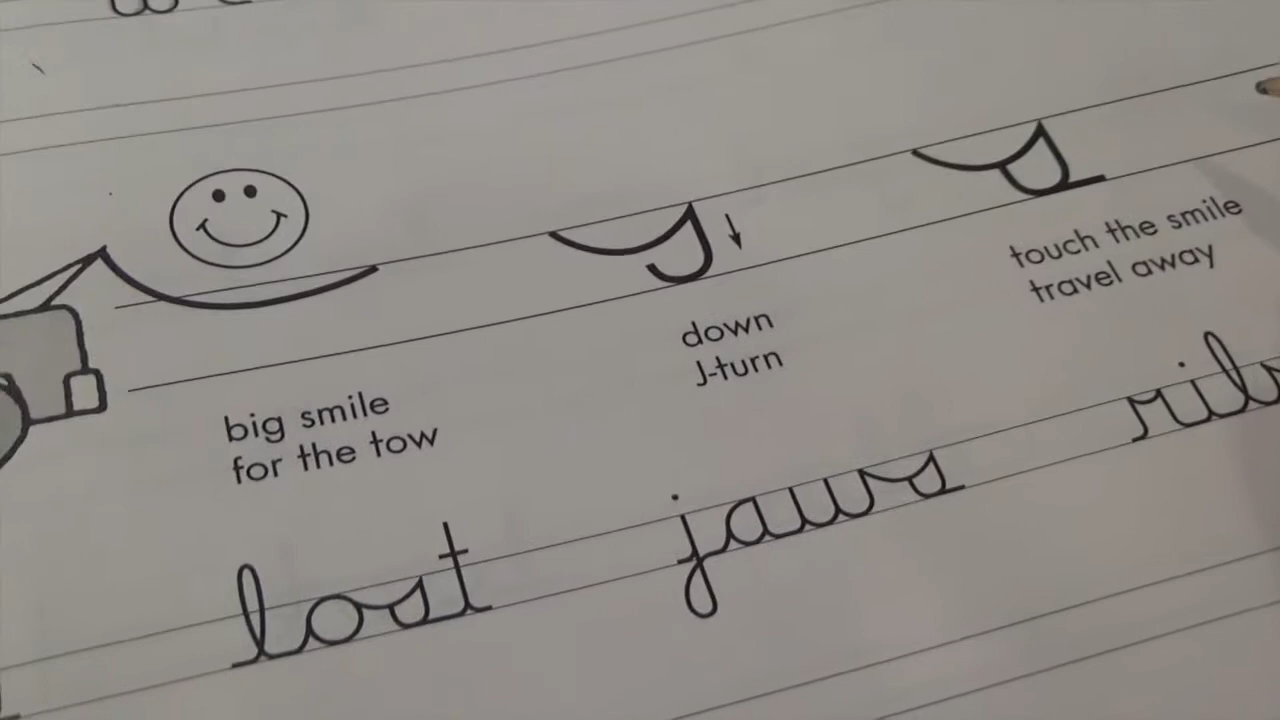 big smile
for the tow
down
J-turn
touch the smile
travel away
lost jaws